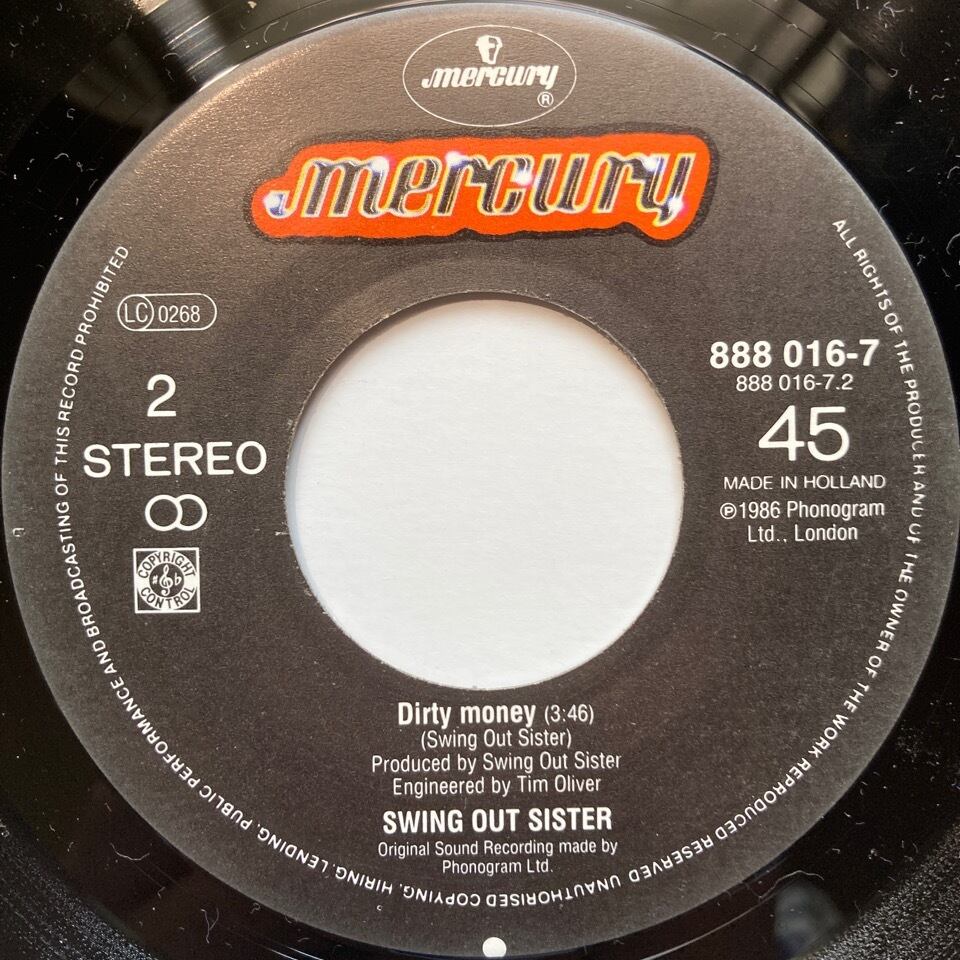 mercury
®
mercury
LC 0268
2
STEREO
COPYRIGHT
CONTROL
888 016-7
888 016-7.2
45
MADE IN HOLLAND
℗1986 Phonogram
Ltd., London
Dirty money (3:46)
(Swing Out Sister)
Produced by Swing Out Sister
Engineered by Tim Oliver
SWING OUT SISTER
Original Sound Recording made by
Phonogram Ltd.
ALL RIGHTS OF THE PRODUCER AND OF THE OWNER OF THE WORK REPRODUCED RESERVED UNAUTHORISED COPYING, HIRING, LENDING, PUBLIC PERFORMANCE AND BROADCASTING OF THIS RECORD PROHIBITED